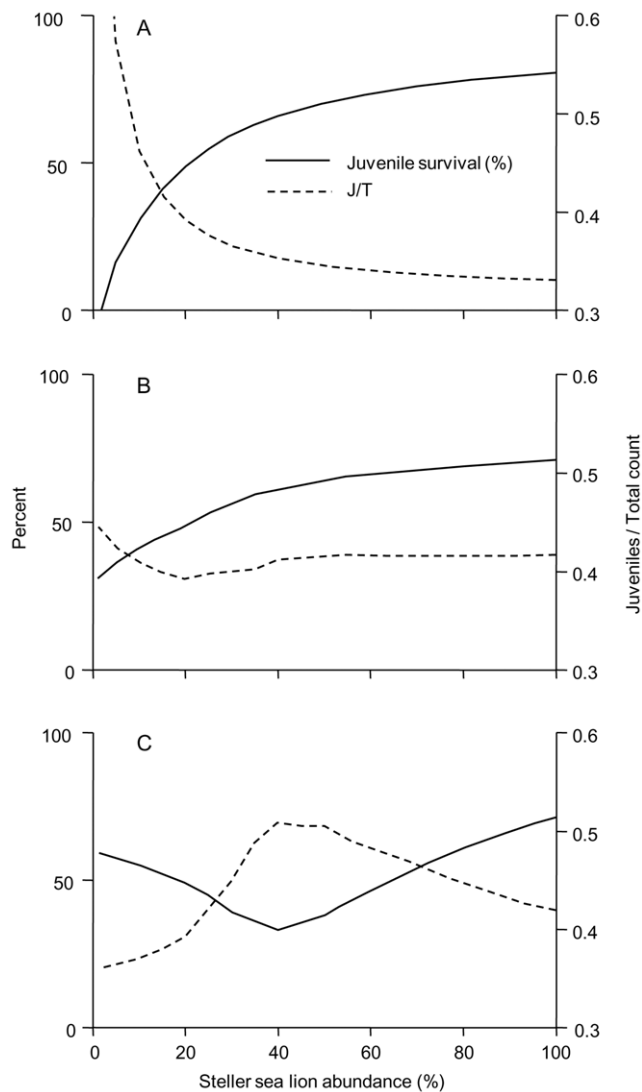 100
0.6
A
0.5
Juvenile survival (%)
50
J/T
0.4
0
0.3
100
0.6
B
0.5
Percent
50
Juveniles / Total count
0.4
0
0.3
100
0.6
C
0.5
50
0.4
0
0.3
0 20 40 60 80 100
Steller sea lion abundance (%)